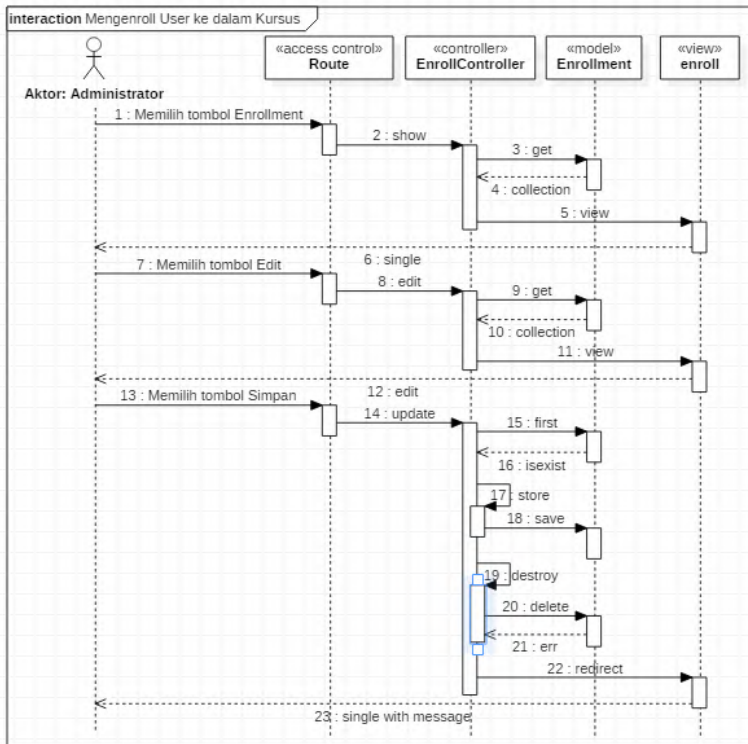 interaction Mengenroll User ke dalam Kursus
«access control»
Route
«controller»
EnrollController
«model»
Enrollment
«view»
enroll
Aktor: Administrator
1 : Memilih tombol Enrollment
2 : show
3 : get
4 : collection
5 : view
6 : single
7 : Memilih tombol Edit
8 : edit
9 : get
10 : collection
11 : view
12 : edit
13 : Memilih tombol Simpan
14 : update
15 : first
16 : isexist
17 : store
18 : save
19 : destroy
20 : delete
21 : err
22 : redirect
23 : single with message